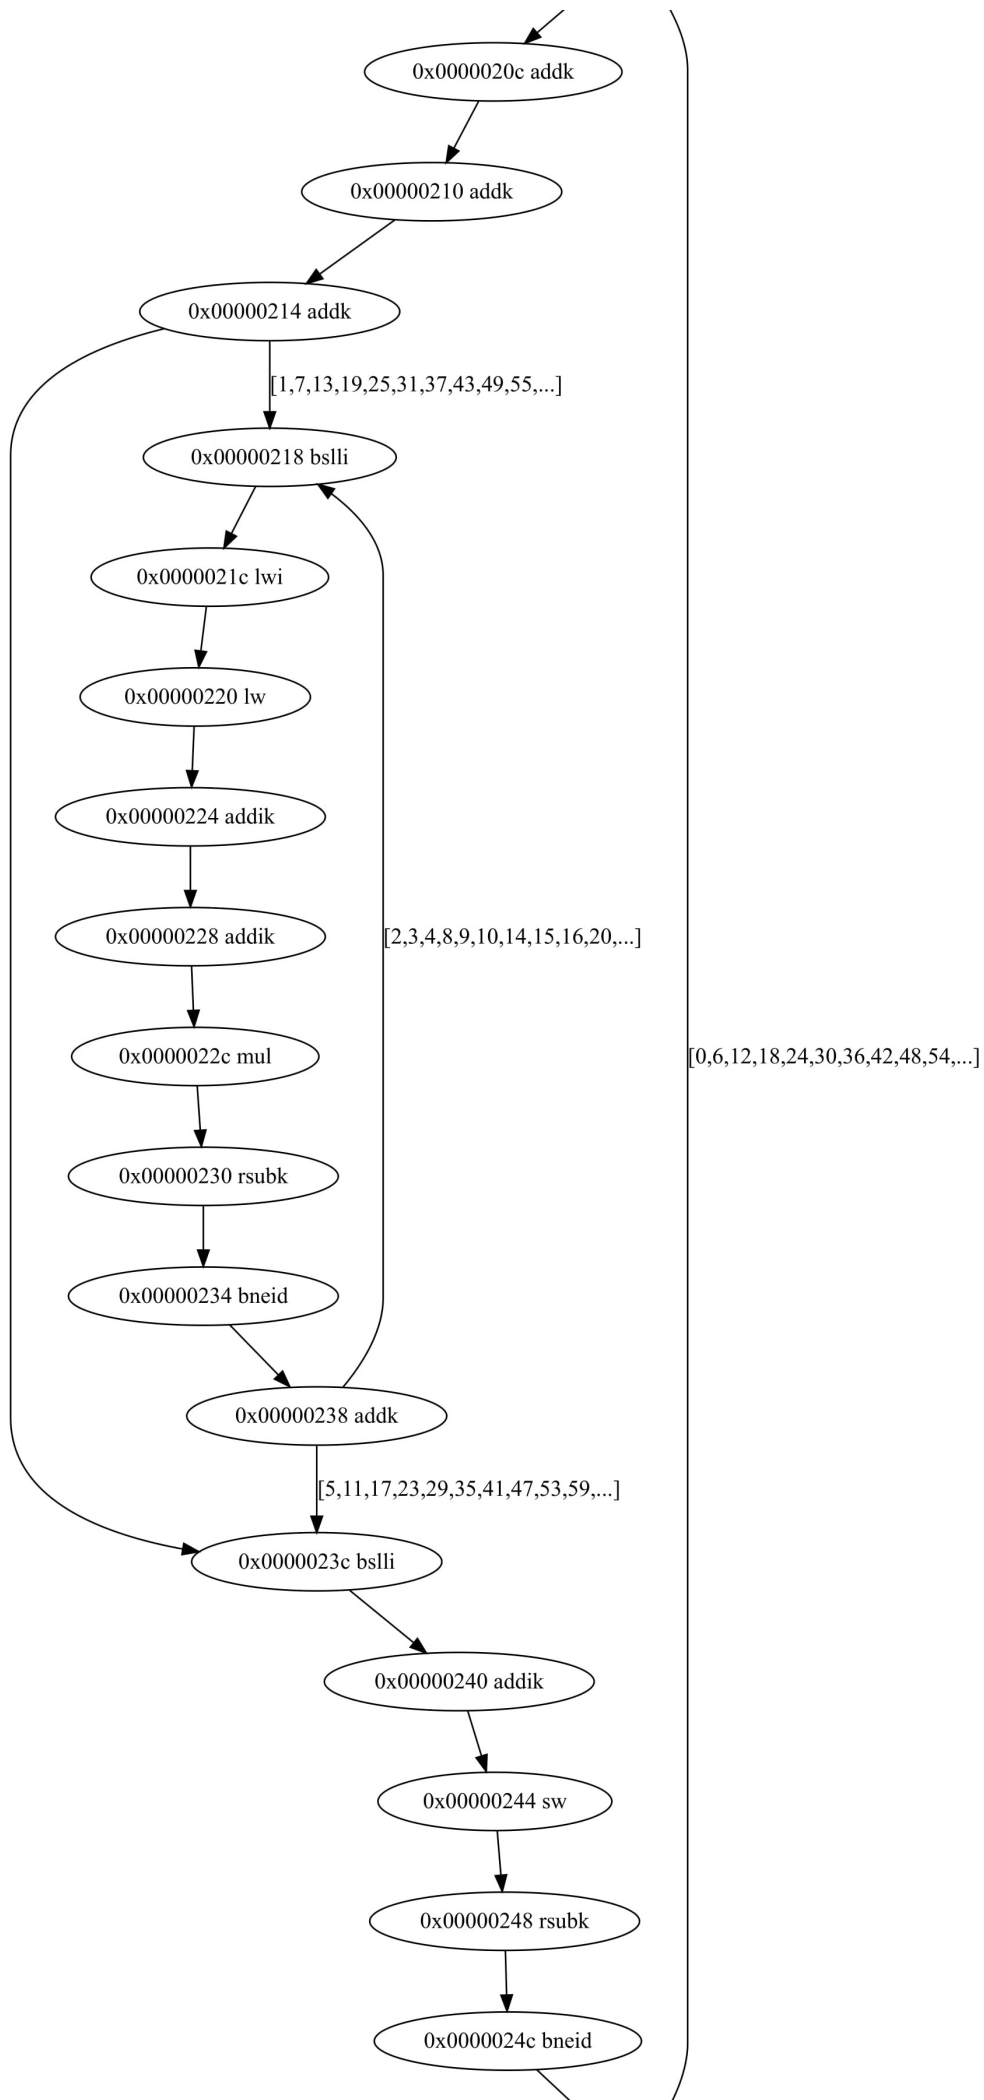 0x0000020c addk
0x00000210 addk
0x00000214 addk
[1,7,13,19,25,31,37,43,49,55,...]
0x00000218 bslli
0x0000021c lwi
0x00000220 lw
0x00000224 addik
0x00000228 addik
[2,3,4,8,9,10,14,15,16,20,...]
0x0000022c mul
[0,6,12,18,24,30,36,42,48,54,...]
0x00000230 rsubk
0x00000234 bneid
0x00000238 addk
[5,11,17,23,29,35,41,47,53,59,...]
0x0000023c bslli
0x00000240 addik
0x00000244 sw
0x00000248 rsubk
0x0000024c bneid